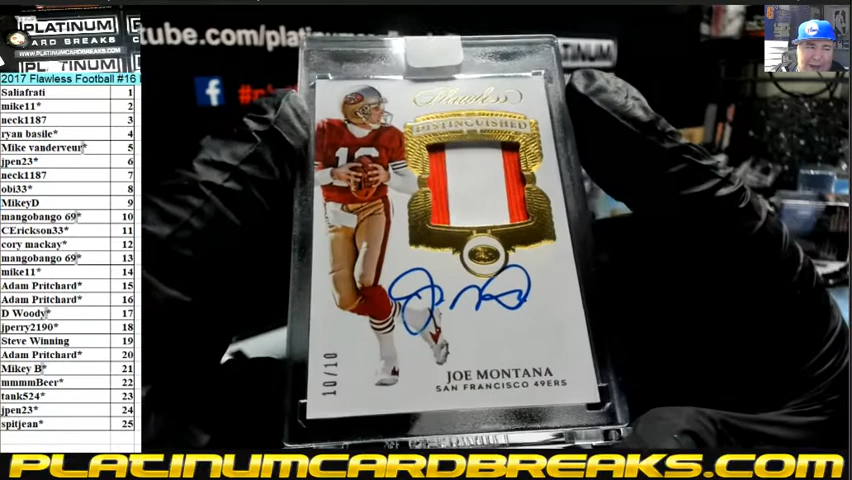 PLATINUM
CARD BREAKS
WWW.PLATINUMCARDBREAKS.COM
PLATINUM
2017 Flawless Football #16
Saliafrati 1
mike11* 2
neck1187 3
ryan basile* 4
Mike vanderveur* 5
jpen23* 6
neck1187 7
obi33* 8
MikeyD 9
mangobango 69* 10
CErickson33* 11
cory mackay* 12
mangobango 69* 13
mike11* 14
Adam Pritchard* 15
Adam Pritchard* 16
D Woody* 17
jperry2190* 18
Steve Winning 19
Adam Pritchard* 20
Mikey B* 21
mmmmBeer* 22
tank524* 23
jpen23* 24
spitjean* 25
tube.com/platinum
f
Flawless
DISTINGUISHED
10/10
JOE MONTANA
SAN FRANCISCO 49ERS
PLATINUMCARDBREAKS.COM